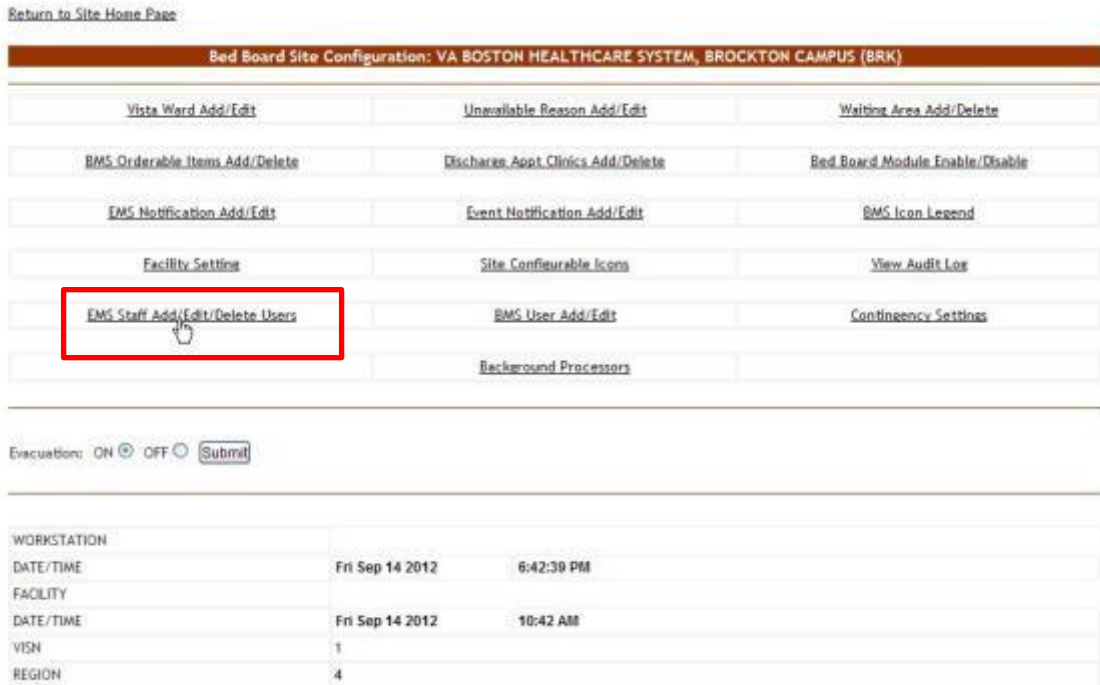 Return to Site Home Page
Bed Board Site Configuration: VA BOSTON HEALTHCARE SYSTEM, BROCKTON CAMPUS (BRK)
Vista Ward Add/Edit Unavailable Reason Add/Edit Waiting Area Add/Delete
BMS Orderable Items Add/Delete Discharge Appt Clinics Add/Delete Bed Board Module Enable/Disable
EMS Notification Add/Edit Event Notification Add/Edit BMS Icon Legend
Facility Setting Site Configurable Icons View Audit Log
EMS Staff Add/Edit/Delete Users BMS User Add/Edit Contingency Settings
Background Processors
Evacuation: ON OFF Submit
WORKSTATION
DATE/TIME Fri Sep 14 2012 6:42:39 PM
FACILITY
DATE/TIME Fri Sep 14 2012 10:42 AM
VISN 1
REGION 4